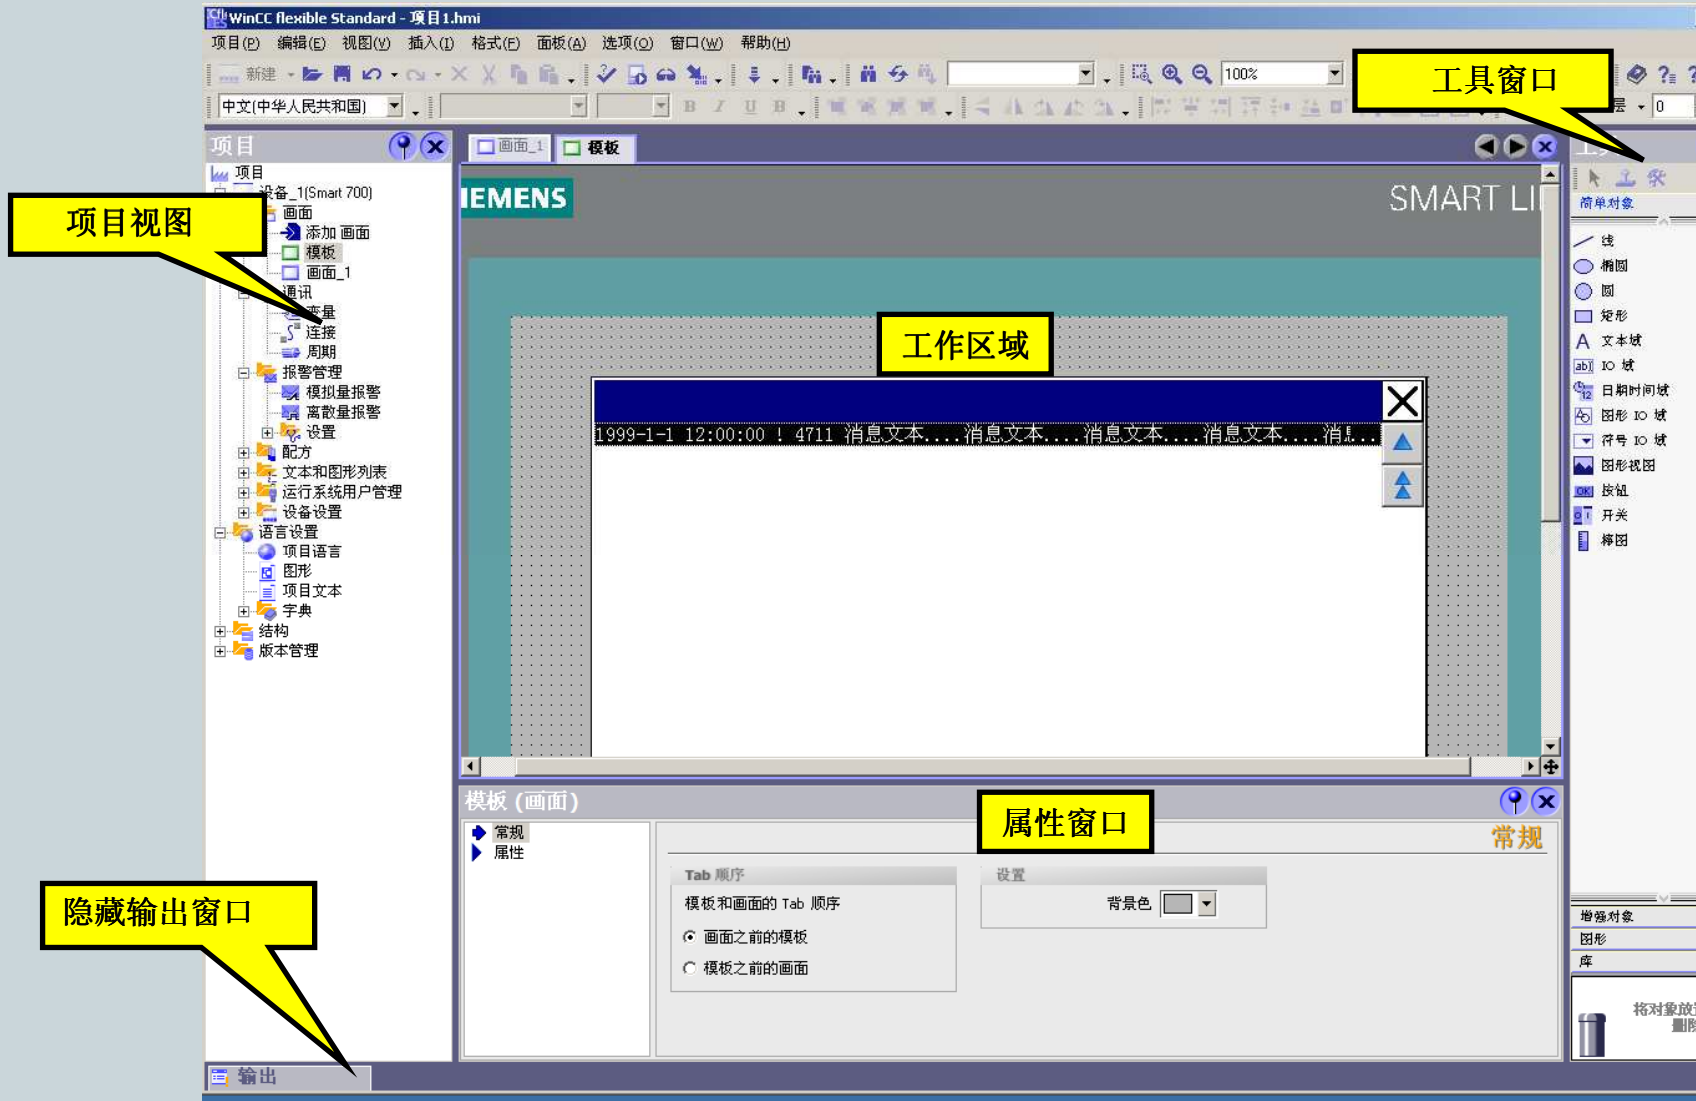 WinCC flexible Standard - 项目1.hmi
项目(P) 编辑(E) 视图(V) 插入(I) 格式(F) 面板(A) 选项(O) 窗口(W) 帮助(H)
新建
100%
工具窗口
中文(中华人民共和国)
B I U B
层 0
项目
画面_1
模板
项目
设备_1(Smart 700)
画面
添加 画面
模板
画面_1
通讯
变量
连接
周期
报警管理
模拟量报警
离散量报警
设置
配方
文本和图形列表
运行系统用户管理
设备设置
语言设置
项目语言
图形
项目文本
字典
结构
版本管理
项目视图
IEMENS
SMART LI
工作区域
1999-1-1 12:00:00 ! 4711 消息文本....消息文本....消息文本....消息文本....消...
简单对象
线
椭圆
圆
矩形
文本域
IO 域
日期时间域
图形 IO 域
符号 IO 域
图形视图
按钮
开关
棒图
增强对象
图形
库
将对象放
删除
模板 (画面)
属性窗口
常规
常规
属性
Tab 顺序
模板和画面的 Tab 顺序
画面之前的模板
模板之前的画面
设置
背景色
隐藏输出窗口
输出